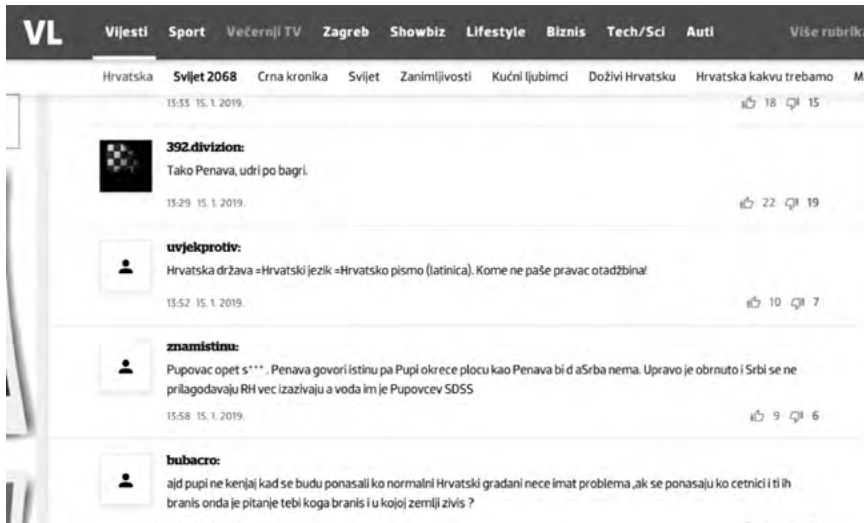 VL Vijesti Sport Večernji TV Zagreb Showbiz Lifestyle Biznis Tech/Sci Auti Više rubrika
Hrvatska Svijet 2068 Crna kronika Svijet Zanimljivosti Kućni ljubimci Doživi Hrvatsku Hrvatska kakvu trebamo M
13:33 15. 1. 2019. 18 15
392.divizion:
Tako Penava, udri po bagri.
13:29 15. 1. 2019. 22 19
uvjekprotiv:
Hrvatska država =Hrvatski jezik =Hrvatsko pismo (latinica). Kome ne paše pravac otadžbina!
13:52 15. 1. 2019. 10 7
znamistinu:
Pupovac opet s*** . Penava govori istinu pa Pupi okrece plocu kao Penava bi d aSrba nema. Upravo je obrnuto i Srbi se ne
prilagodavaju RH vec izazivaju a voda im je Pupovcev SDSS
13:58 15. 1. 2019. 9 6
bubacro:
ajd pupi ne kenjaj kad se budu ponasali ko normalni Hrvatski gradani nece imat problema ,ak se ponasaju ko cetnici i ti ih
branis onda je pitanje tebi koga branis i u kojoj zemlji zivis ?